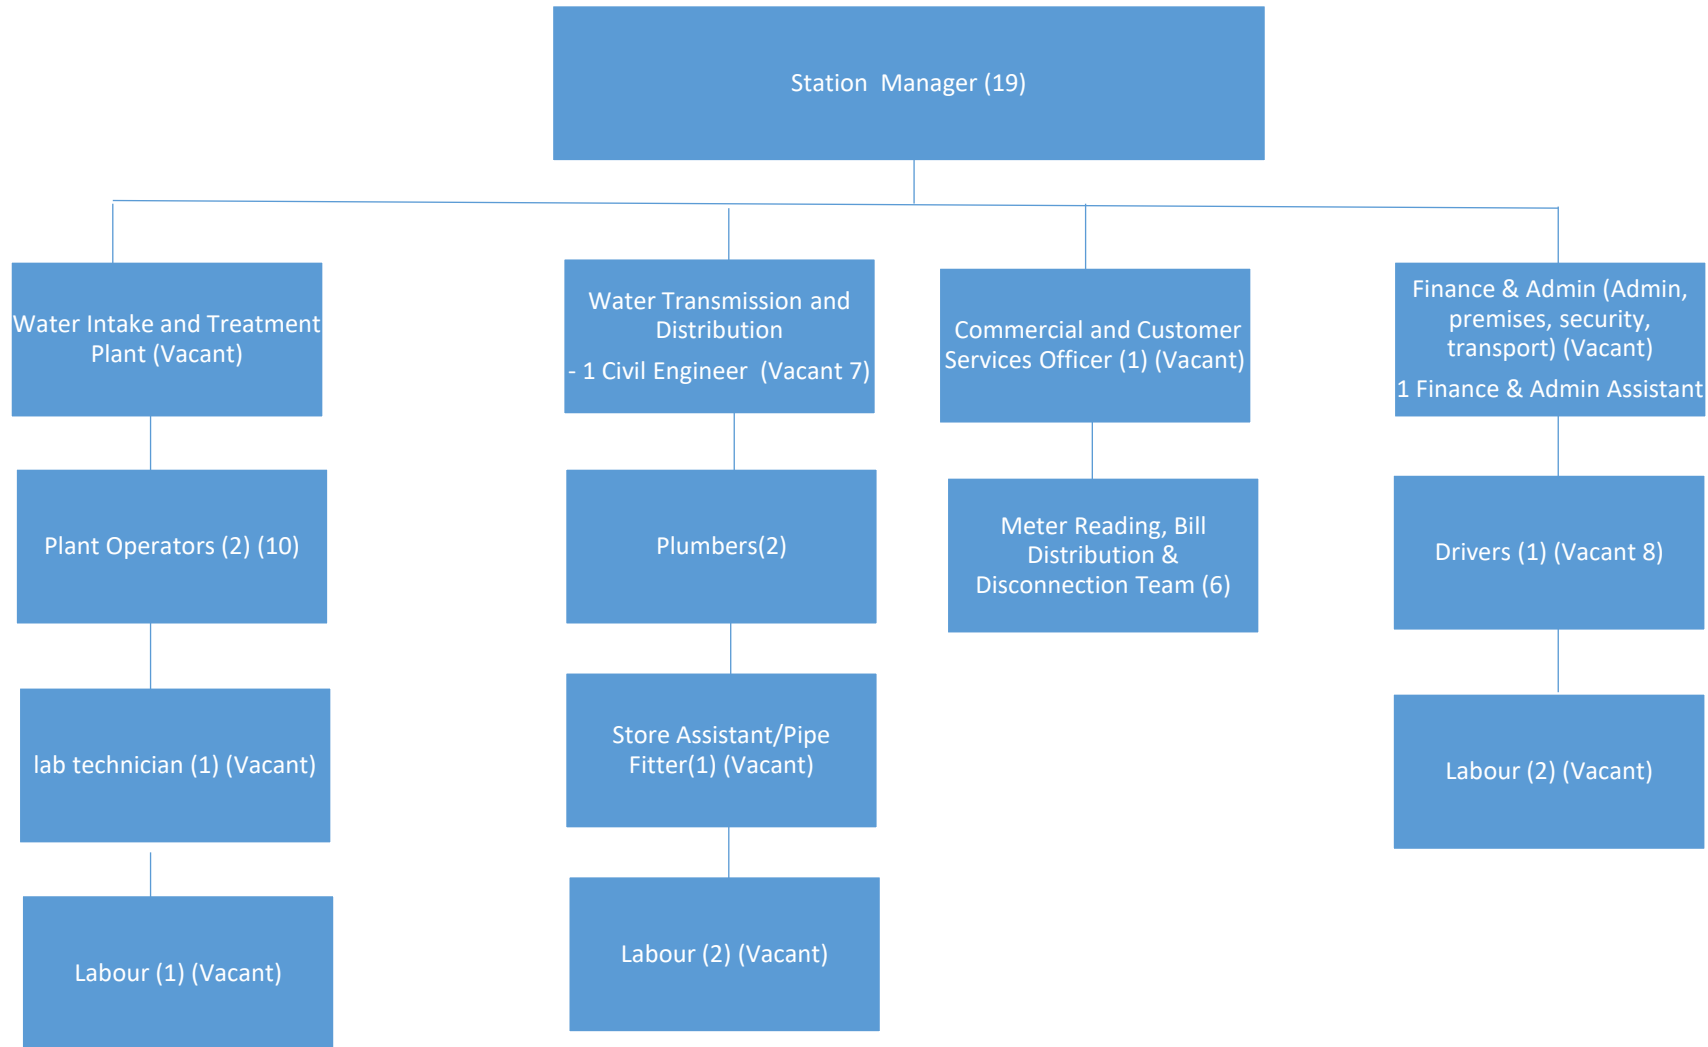 Station  Manager (19)
Water Intake and Treatment
Plant (Vacant)
Plant Operators (2) (10)
lab technician (1) (Vacant)
Labour (1) (Vacant)
Water Transmission and
Distribution
- 1 Civil Engineer  (Vacant 7)
Plumbers(2)
Store Assistant/Pipe
Fitter(1) (Vacant)
Labour (2) (Vacant)
Commercial and Customer
Services Officer (1) (Vacant)
Meter Reading, Bill
Distribution &
Disconnection Team (6)
Finance & Admin (Admin,
premises, security,
transport) (Vacant)
1 Finance & Admin Assistant
Drivers (1) (Vacant 8)
Labour (2) (Vacant)